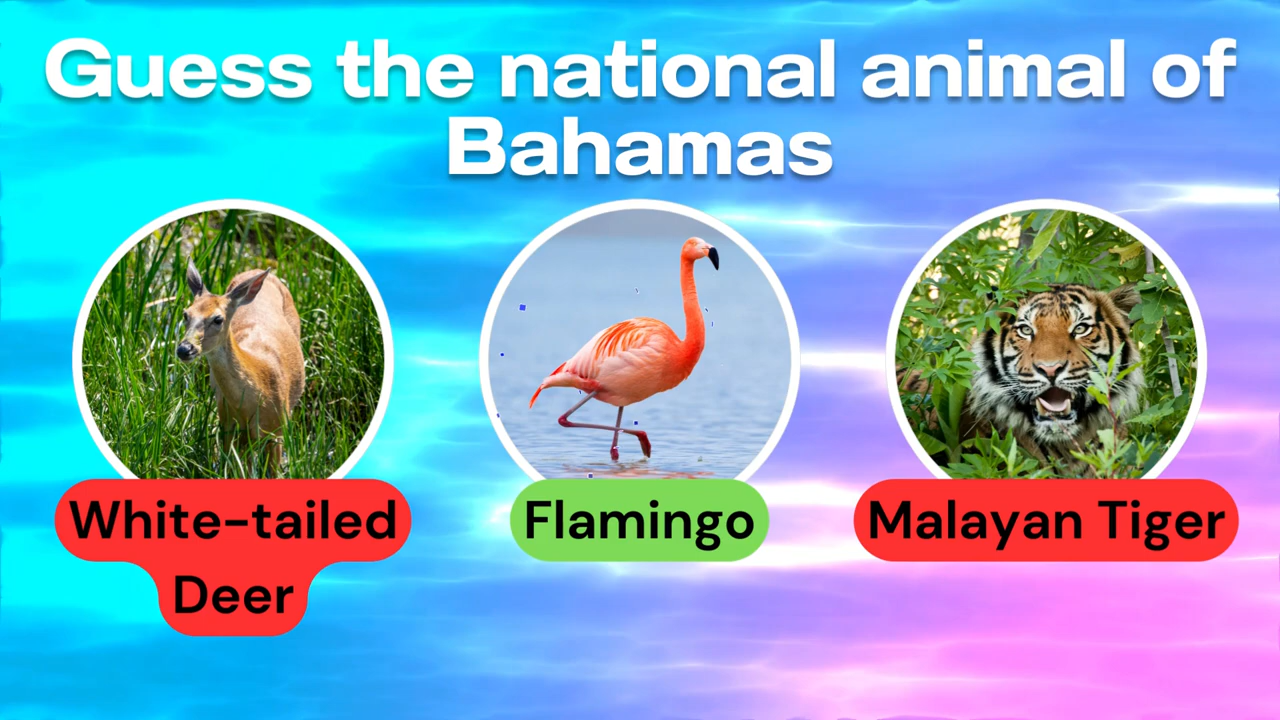 Guess the national animal of
Bahamas
White-tailed
Deer
Flamingo
Malayan Tiger